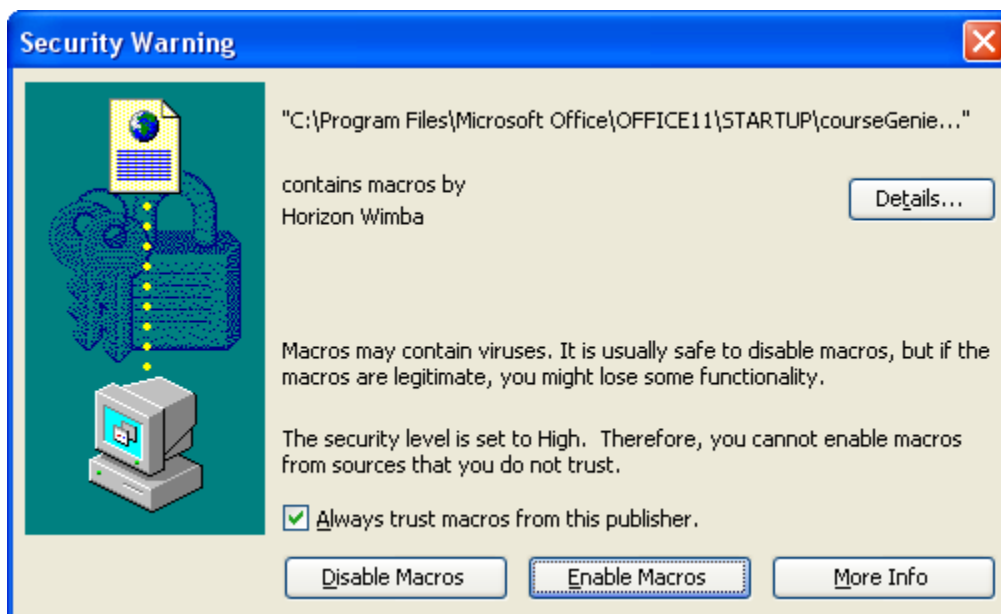 Security Warning
"C:\Program Files\Microsoft Office\OFFICE11\STARTUP\courseGenie..."
contains macros by
Horizon Wimba
Details...
Macros may contain viruses. It is usually safe to disable macros, but if the
macros are legitimate, you might lose some functionality.
The security level is set to High.  Therefore, you cannot enable macros
from sources that you do not trust.
Always trust macros from this publisher.
Disable Macros
Enable Macros
More Info